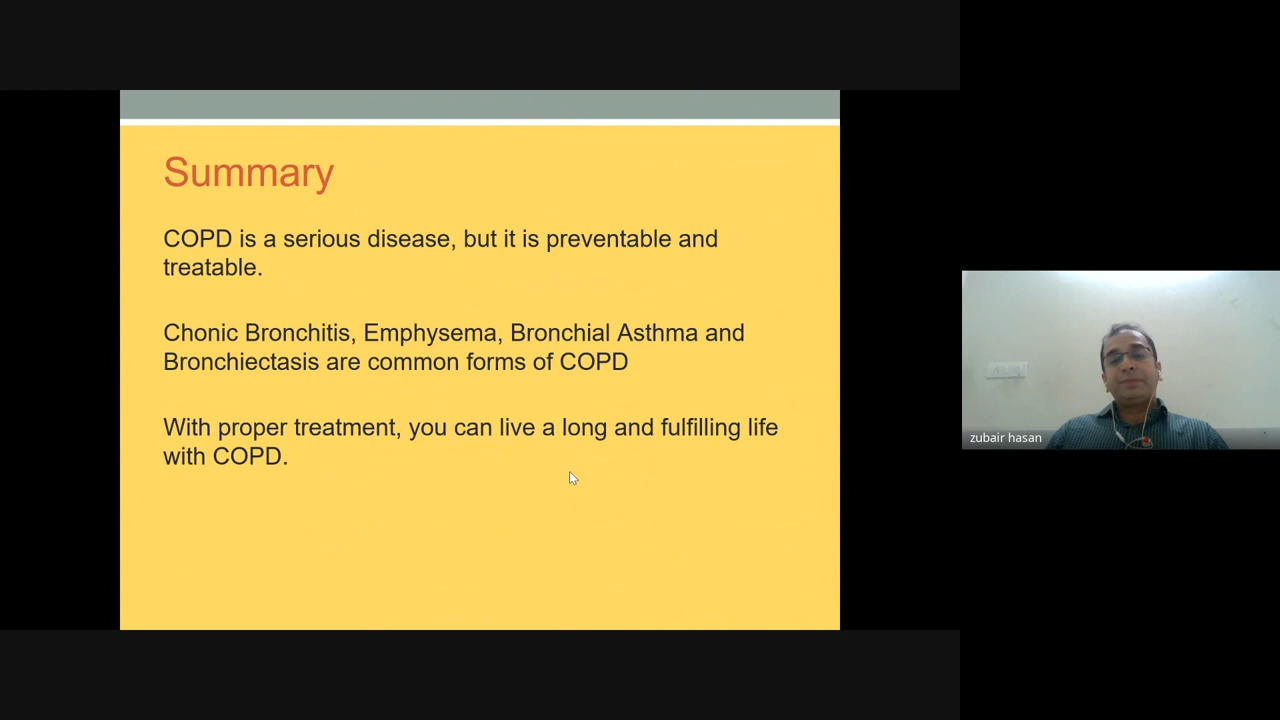 Summary
COPD is a serious disease, but it is preventable and
treatable.
Chonic Bronchitis, Emphysema, Bronchial Asthma and
Bronchiectasis are common forms of COPD
With proper treatment, you can live a long and fulfilling life
with COPD.
zubair hasan